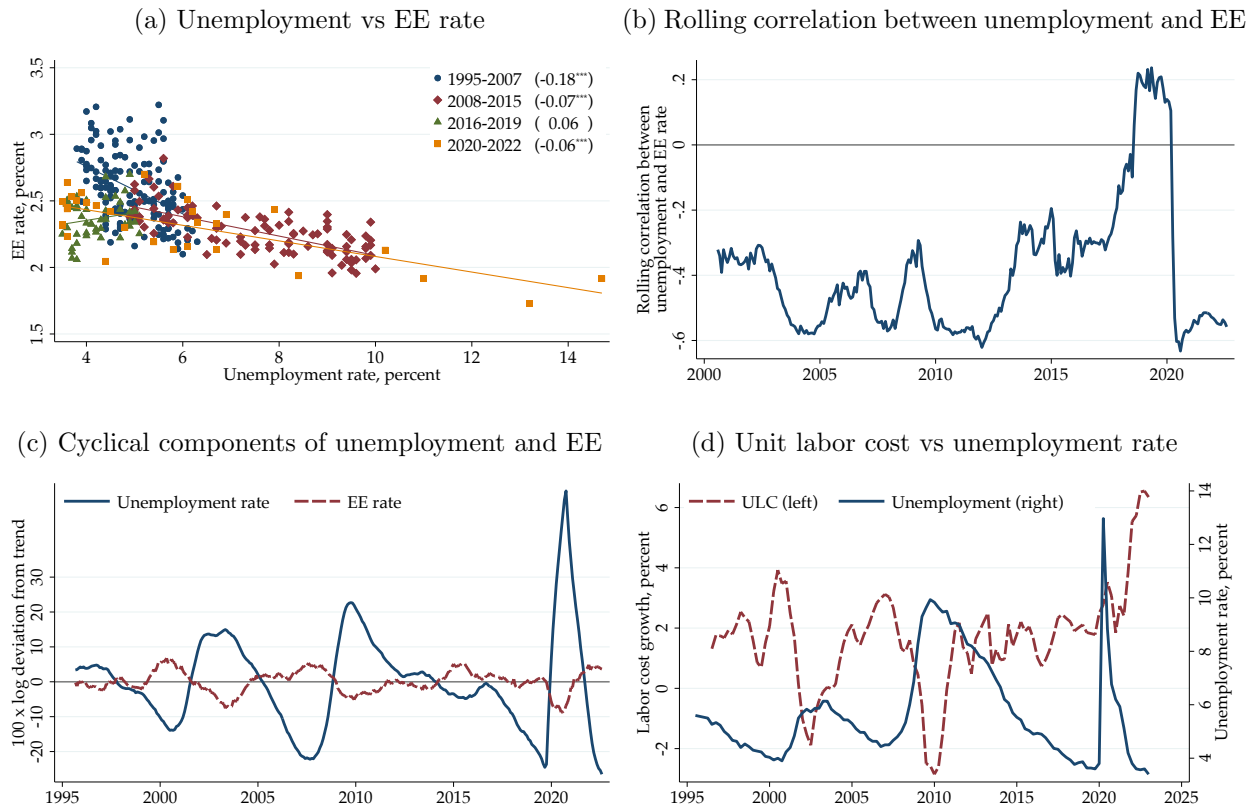 (a) Unemployment vs EE rate
EE rate, percent
3.5
3
2.5
2
1.5
1995-2007 (-0.18***)
2008-2015 (-0.07***)
2016-2019 ( 0.06 )
2020-2022 (-0.06***)
4 6 8 10 12 14
Unemployment rate, percent
(b) Rolling correlation between unemployment and EE
Rolling correlation between
unemployment and EE rate
.2
0
-.2
-.4
-.6
2000 2005 2010 2015 2020
(c) Cyclical components of unemployment and EE
100 x log deviation from trend
Unemployment rate EE rate
30
20
10
0
-10
-20
1995 2000 2005 2010 2015 2020
(d) Unit labor cost vs unemployment rate
Labor cost growth, percent
ULC (left) Unemployment (right)
6
4
2
0
-2
14
12
10
8
6
4
Unemployment rate, percent
1995 2000 2005 2010 2015 2020 2025